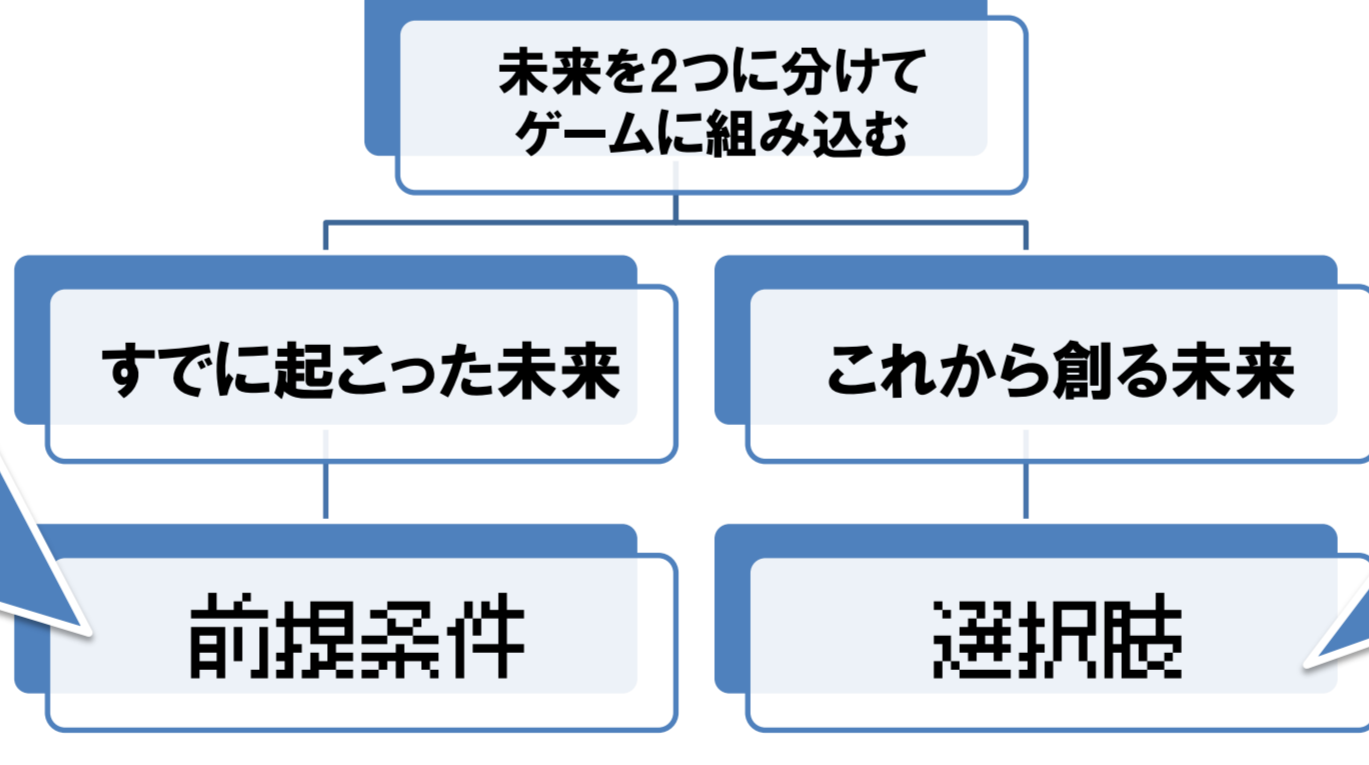 未来を2つに分けて
ゲームに組み込む
すでに起こった未来
これから創る未来
前提条件
選択肢